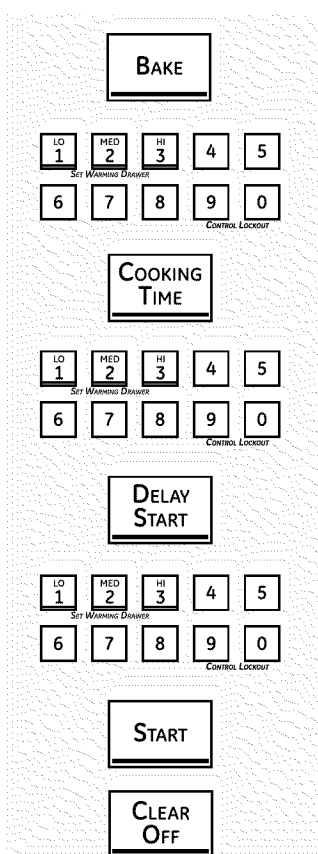 BAKE
LO MED HI
1 2 3 4 5
SET WARMING DRAWER
6 7 8 9 0
CONTROL LOCKOUT
COOKING
TIME
LO MED HI
1 2 3 4 5
SET WARMING DRAWER
6 7 8 9 0
CONTROL LOCKOUT
DELAY
START
LO MED HI
1 2 3 4 5
SET WARMING DRAWER
6 7 8 9 0
CONTROL LOCKOUT
START
CLEAR
OFF